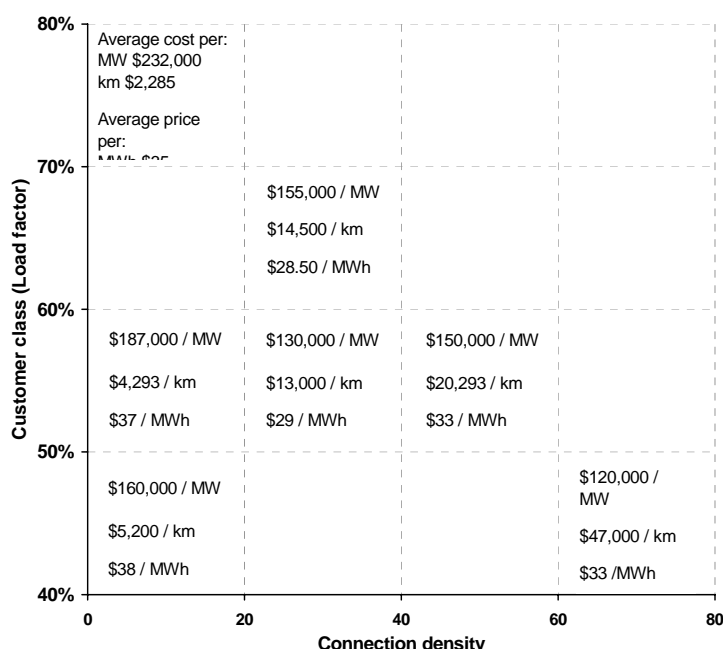 80%
Average cost per:
MW $232,000
km $2,285
Average price
per:
70%
$155,000 / MW
$14,500 / km
$28.50 / MWh
60%
$187,000 / MW
$130,000 / MW
$150,000 / MW
$4,293 / km
$13,000 / km
$20,293 / km
$37 / MWh
$29 / MWh
$33 / MWh
50%
$160,000 / MW
$120,000 /
MW
$5,200 / km
$47,000 / km
$38 / MWh
$33 /MWh
40%
0
20
40
60
80
Customer class (Load factor)
Connection density